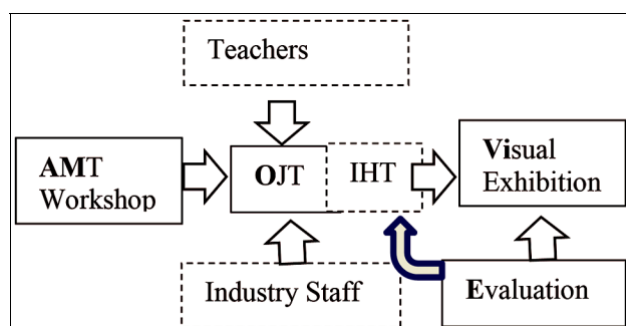 Teachers
AMT
Workshop
OJT
IHT
Visual
Exhibition
Industry Staff
Evaluation